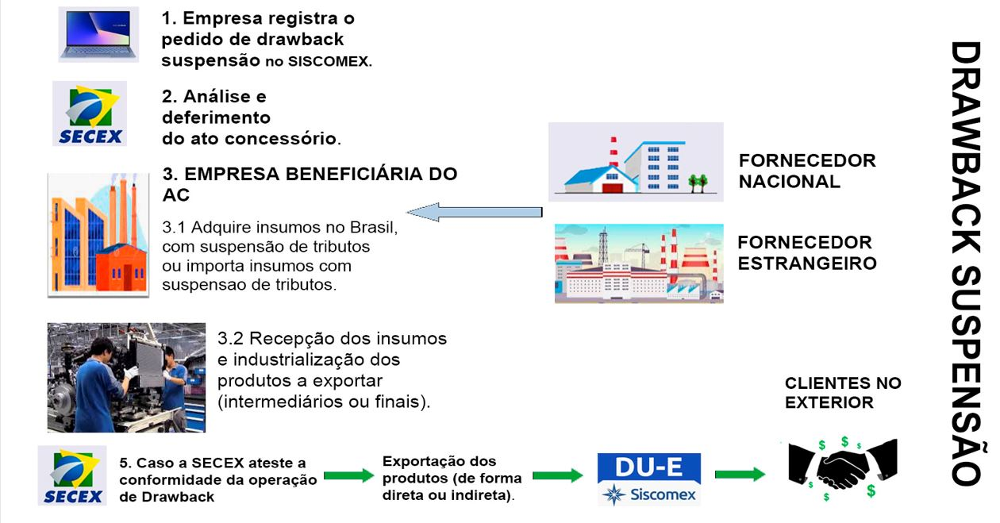 1. Empresa registra o
pedido de drawback
suspensão no SISCOMEX.
SECEX
2. Análise e
deferimento
do ato concessório.
3. EMPRESA BENEFICIÁRIA DO
AC
3.1 Adquire insumos no Brasil,
com suspensão de tributos
ou importa insumos com
suspensao de tributos.
FORNECEDOR
NACIONAL
FORNECEDOR
ESTRANGEIRO
3.2 Recepção dos insumos
e industrialização dos
produtos a exportar
(intermediários ou finais).
CLIENTES NO
EXTERIOR
SECEX
5. Caso a SECEX ateste a
conformidade da operação
de Drawback
Exportação dos
produtos (de forma
direta ou indireta).
DU-E
Siscomex
$ $ $
$ $ $
DRAWBACK SUSPENSÃO